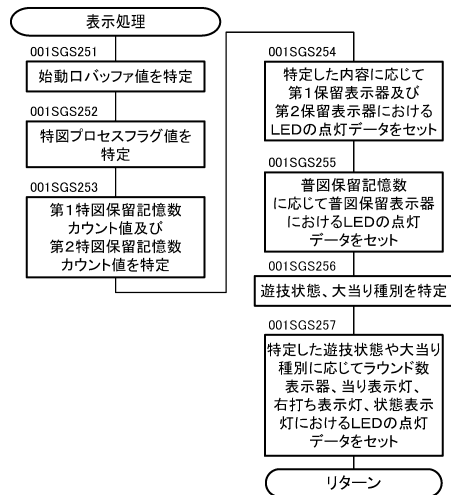 表示処理
001SGS251
始動口バッファ値を特定
001SGS252
特図プロセスフラグ値を
特定
001SGS253
第1特図保留記憶数
カウント値及び
第2特図保留記憶数
カウント値を特定
001SGS254
特定した内容に応じて
第1保留表示器及び
第2保留表示器における
LEDの点灯データをセット
001SGS255
普図保留記憶数
に応じて普図保留表示器
におけるLEDの点灯
データをセット
001SGS256
遊技状態、大当り種別を特定
001SGS257
特定した遊技状態や大当り
種別に応じてラウンド数
表示器、当り表示灯、
右打ち表示灯、状態表示
灯におけるLEDの点灯
データをセット
リターン